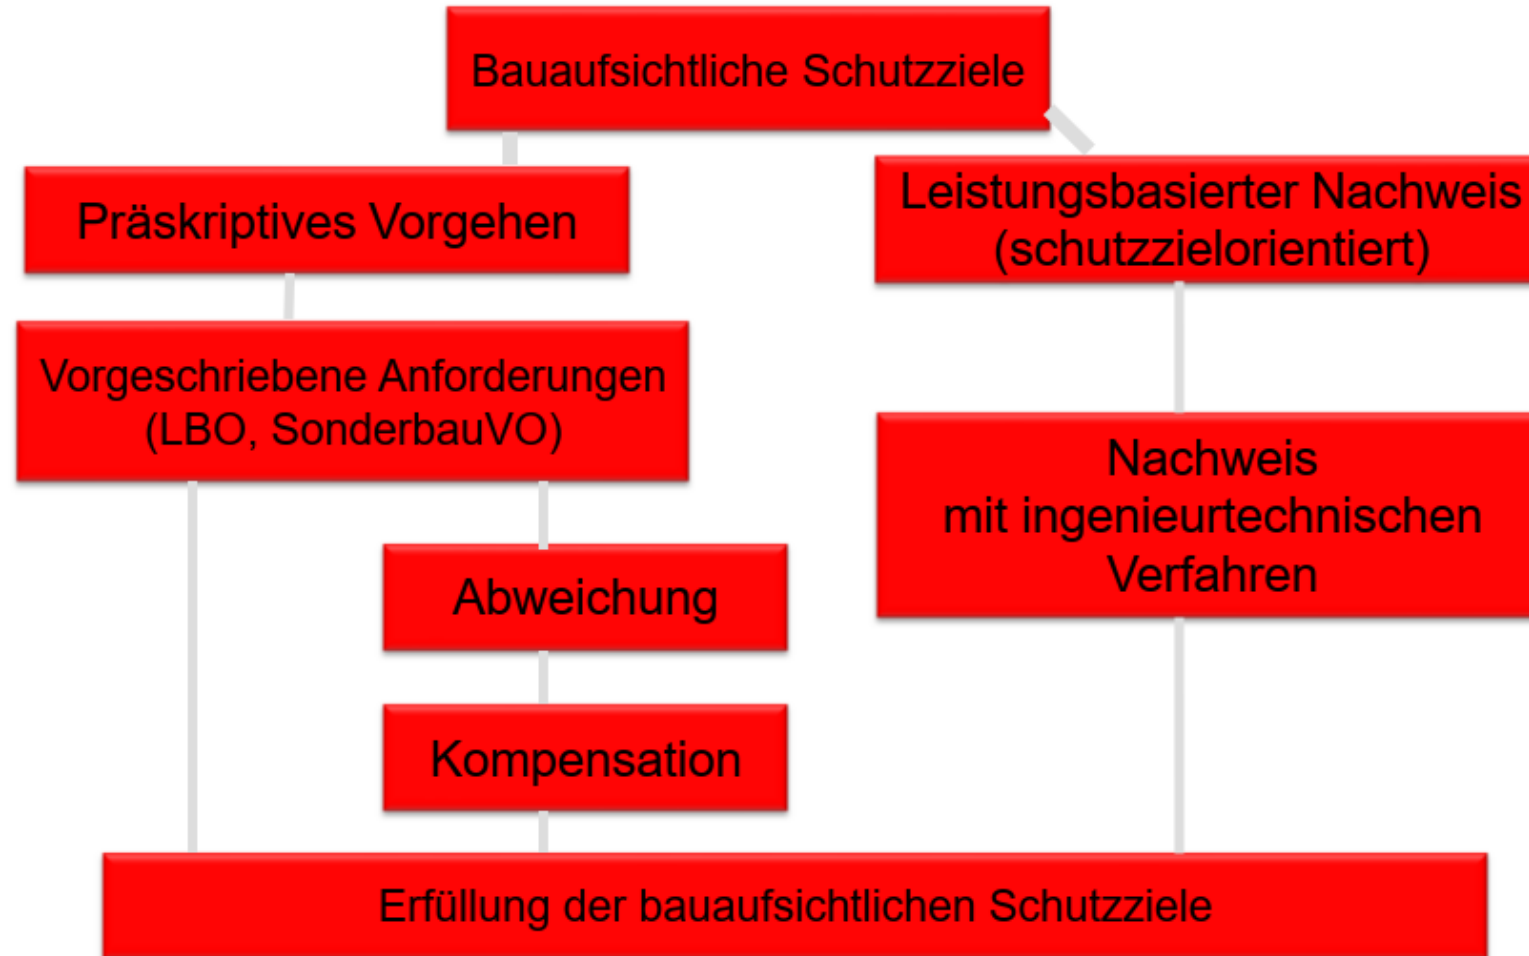 Bauaufsichtliche Schutzziele
Präskriptives Vorgehen
Leistungsbasierter Nachweis
(schutzzielorientiert)
Vorgeschriebene Anforderungen
(LBO, SonderbauVO)
Nachweis
mit ingenieurtechnischen
Verfahren
Abweichung
Kompensation
Erfüllung der bauaufsichtlichen Schutzziele